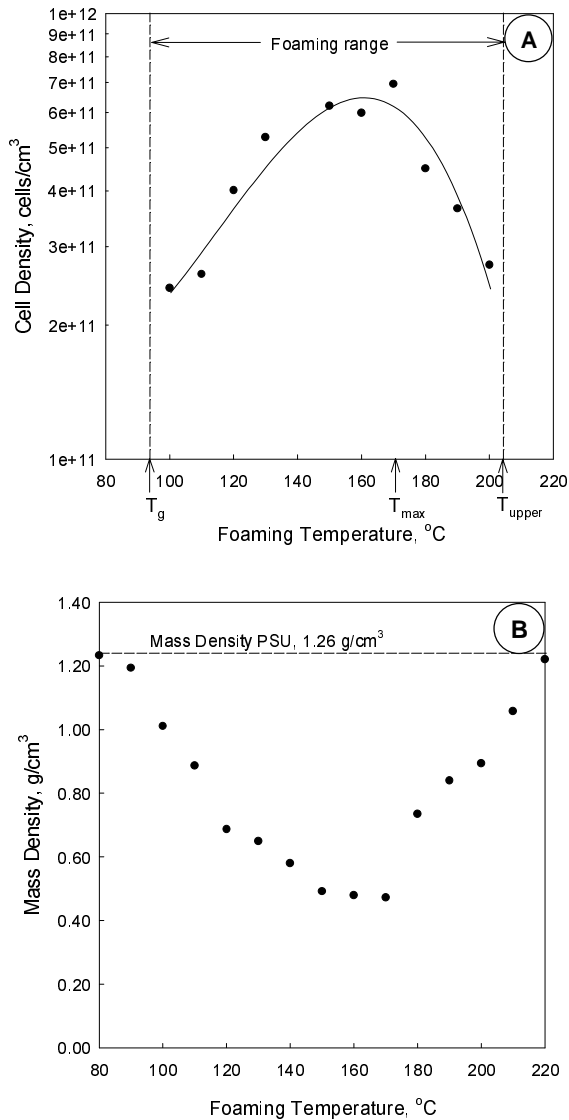 1e+12
9e+11
8e+11
7e+11
6e+11
5e+11
4e+11
3e+11
2e+11
1e+11
Cell Density, cells/cm³
Foaming range
A
80 100 120 140 160 180 200 220
Tg Tmax Tupper
Foaming Temperature, °C
1.40
1.20
1.00
0.80
0.60
0.40
0.20
0.00
Mass Density, g/cm³
Mass Density PSU, 1.26 g/cm³
B
80 100 120 140 160 180 200 220
Foaming Temperature, °C